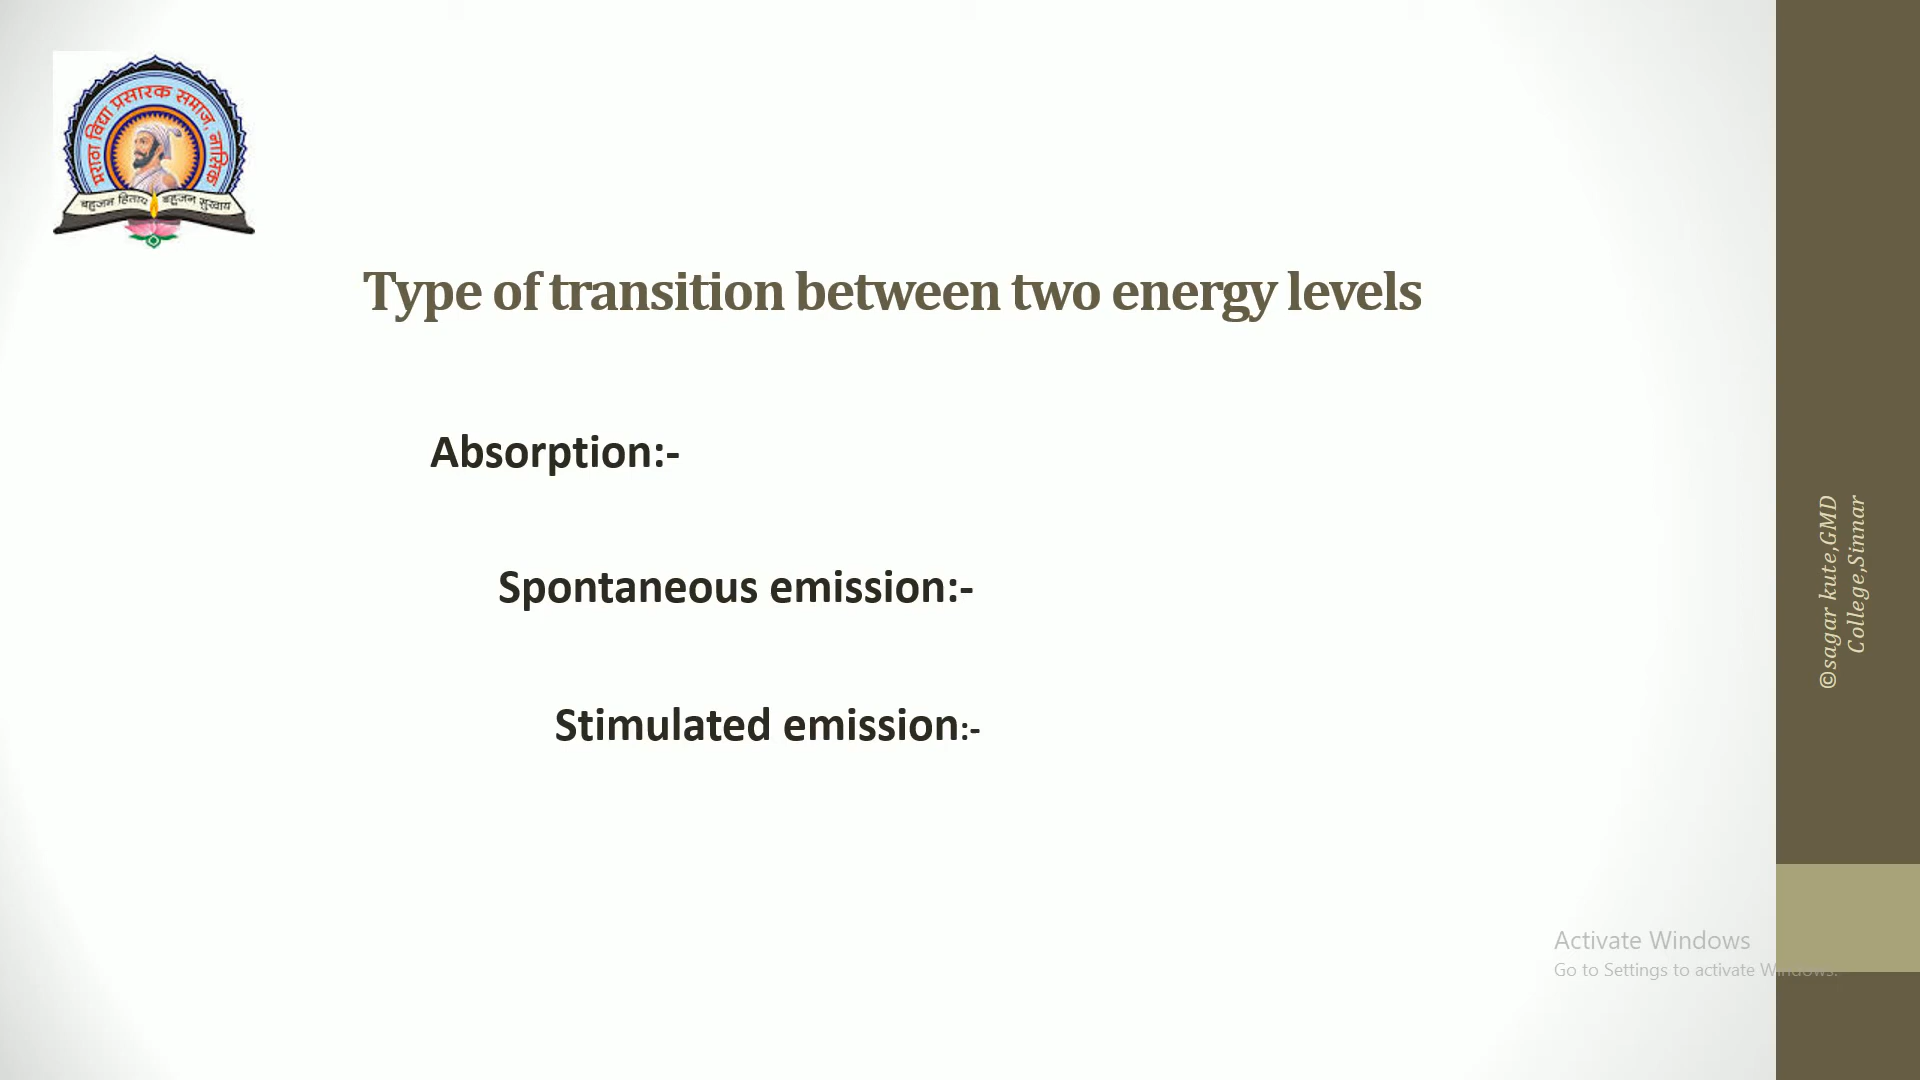 मराठा विद्या प्रसारक समाज, नासिक
बहुजन हिताय बहुजन सुखाय
Type of transition between two energy levels
Absorption:-
Spontaneous emission:-
Stimulated emission:-
©sagar kute,GMD
College,Sinnar
Activate Windows
Go to Settings to activate Windows.